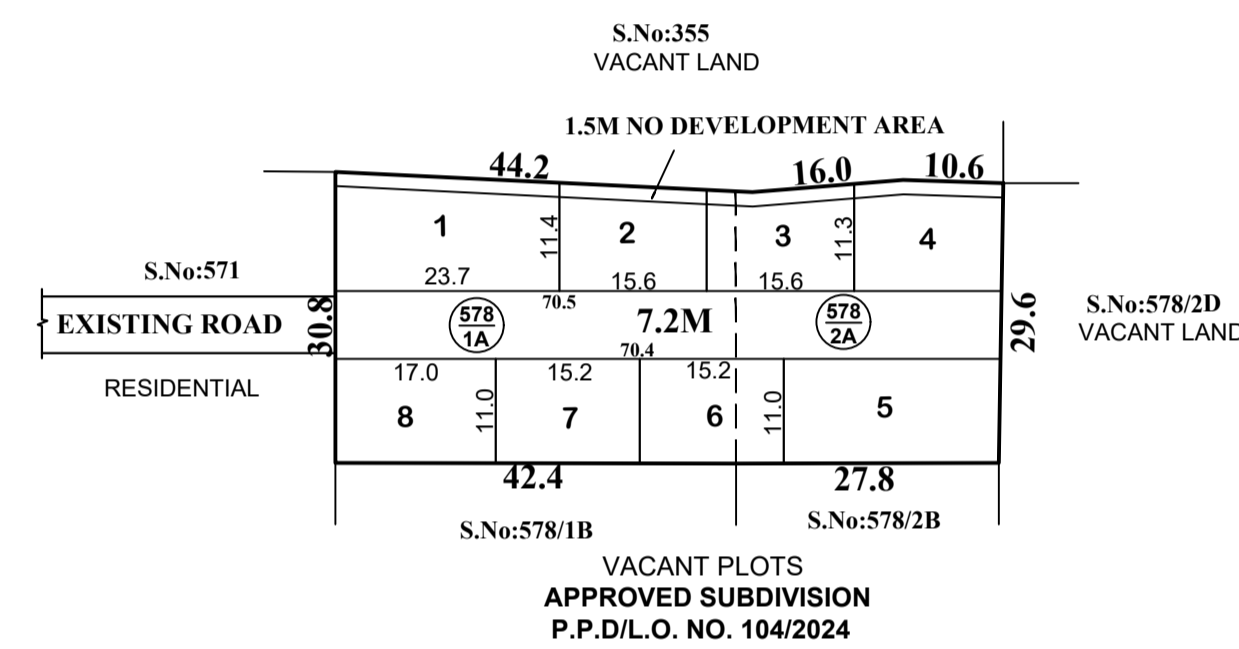 S.No:355
VACANT LAND
1.5M NO DEVELOPMENT AREA
44.2
16.0
10.6
1
11.4
2
3
11.3
4
23.7
15.6
15.6
S.No:571
EXISTING ROAD
RESIDENTIAL
30.8
70.5
578
1A
7.2M
70.4
578
2A
29.6
S.No:578/2D
VACANT LAND
17.0
15.2
15.2
8
11.0
7
6
11.0
5
42.4
27.8
S.No:578/1B
S.No:578/2B
VACANT PLOTS
APPROVED SUBDIVISION
P.P.D/L.O. NO. 104/2024